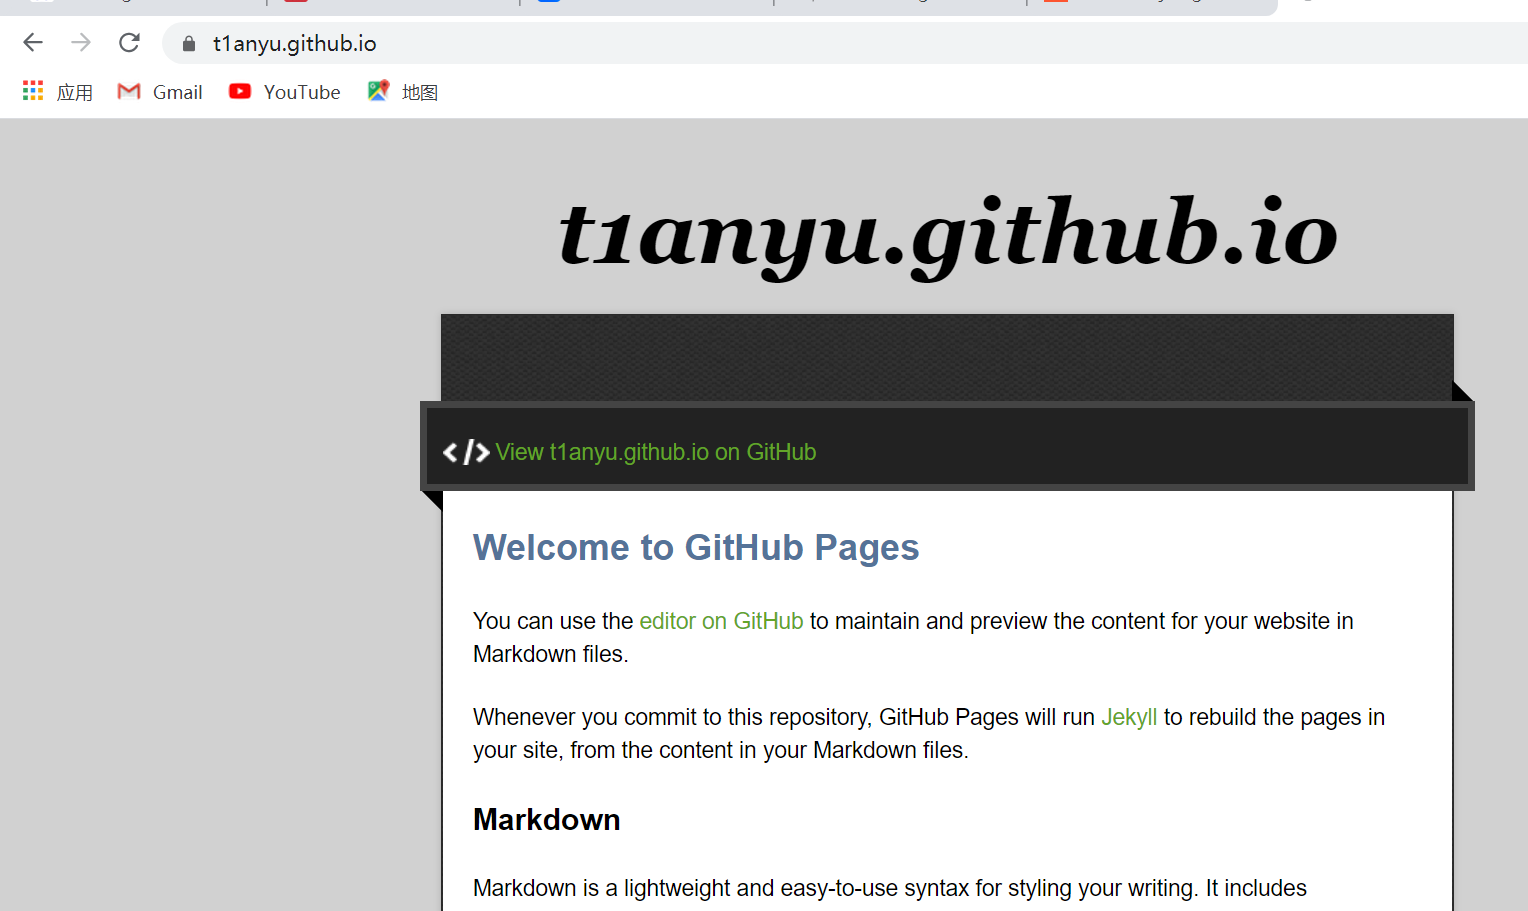 t1anyu.github.io
应用 Gmail YouTube 地图
t1anyu.github.io
View t1anyu.github.io on GitHub
Welcome to GitHub Pages
You can use the editor on GitHub to maintain and preview the content for your website in
Markdown files.
Whenever you commit to this repository, GitHub Pages will run Jekyll to rebuild the pages in
your site, from the content in your Markdown files.
Markdown
Markdown is a lightweight and easy-to-use syntax for styling your writing. It includes